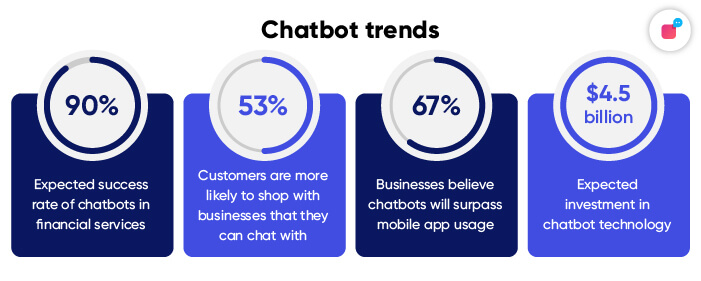 Chatbot trends
90%
Expected success
rate of chatbots in
financial services
53%
Customers are more
likely to shop with
businesses that they
can chat with
67%
Businesses believe
chatbots will surpass
mobile app usage
$4.5
billion
Expected
investment in
chatbot technology